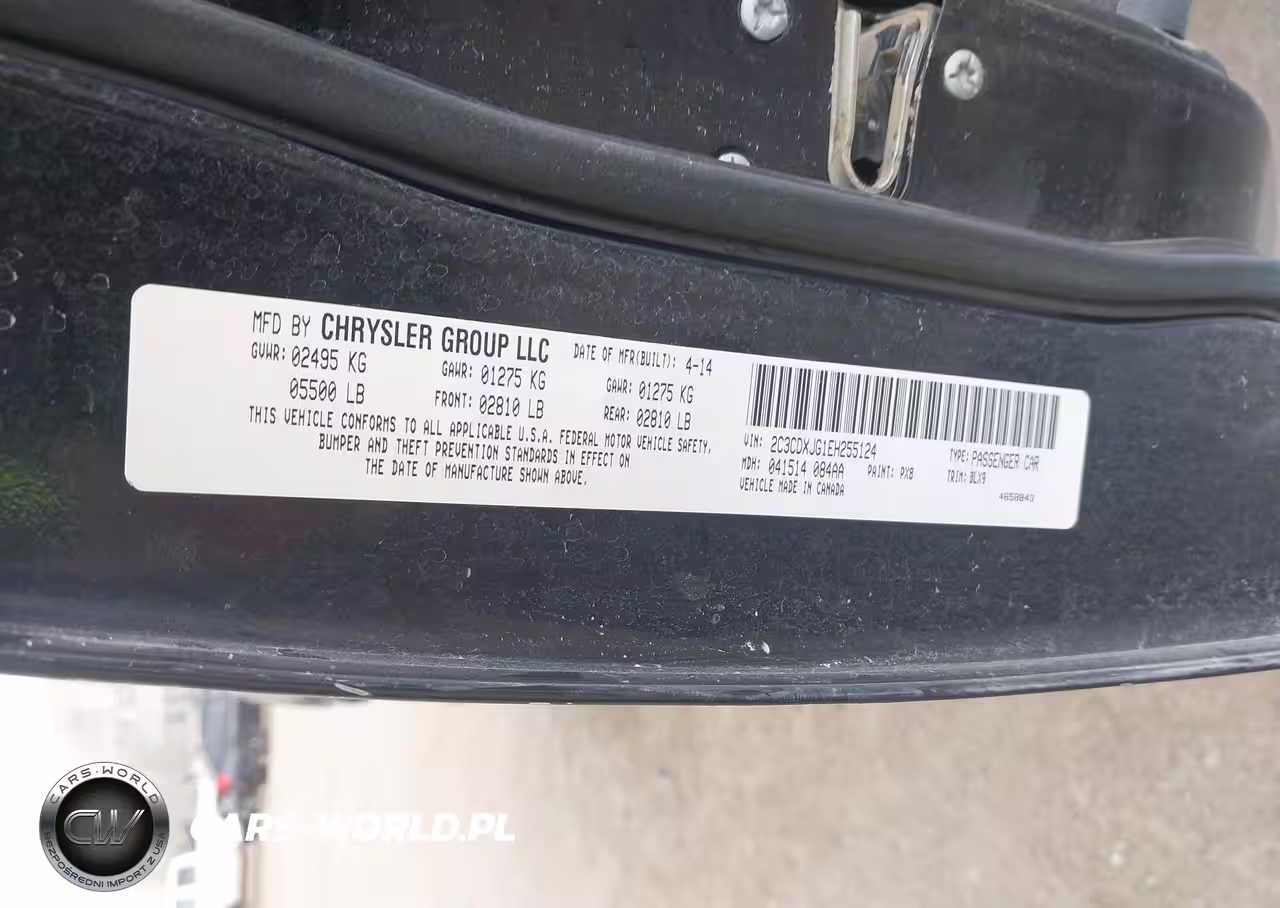 MFD BY CHRYSLER GROUP LLC
DATE OF MFR(BUILT): 4-14
GVWR: 02495 KG
05500 LB
GAWR: 01275 KG
FRONT: 02810 LB
GAWR: 01275 KG
REAR: 02810 LB
THIS VEHICLE CONFORMS TO ALL APPLICABLE U.S.A. FEDERAL MOTOR VEHICLE SAFETY,
BUMPER AND THEFT PREVENTION STANDARDS IN EFFECT ON
THE DATE OF MANUFACTURE SHOWN ABOVE.
VIN: 2C3CDXJG1EH255124
TYPE: PASSENGER CAR
MDH: 041514 084AA
PAINT: PX8
TRIM: BLX9
VEHICLE MADE IN CANADA
4658843
CARS-WORLD
CW
BEZPOŚREDNI IMPORT Z USA
CARS-WORLD.PL